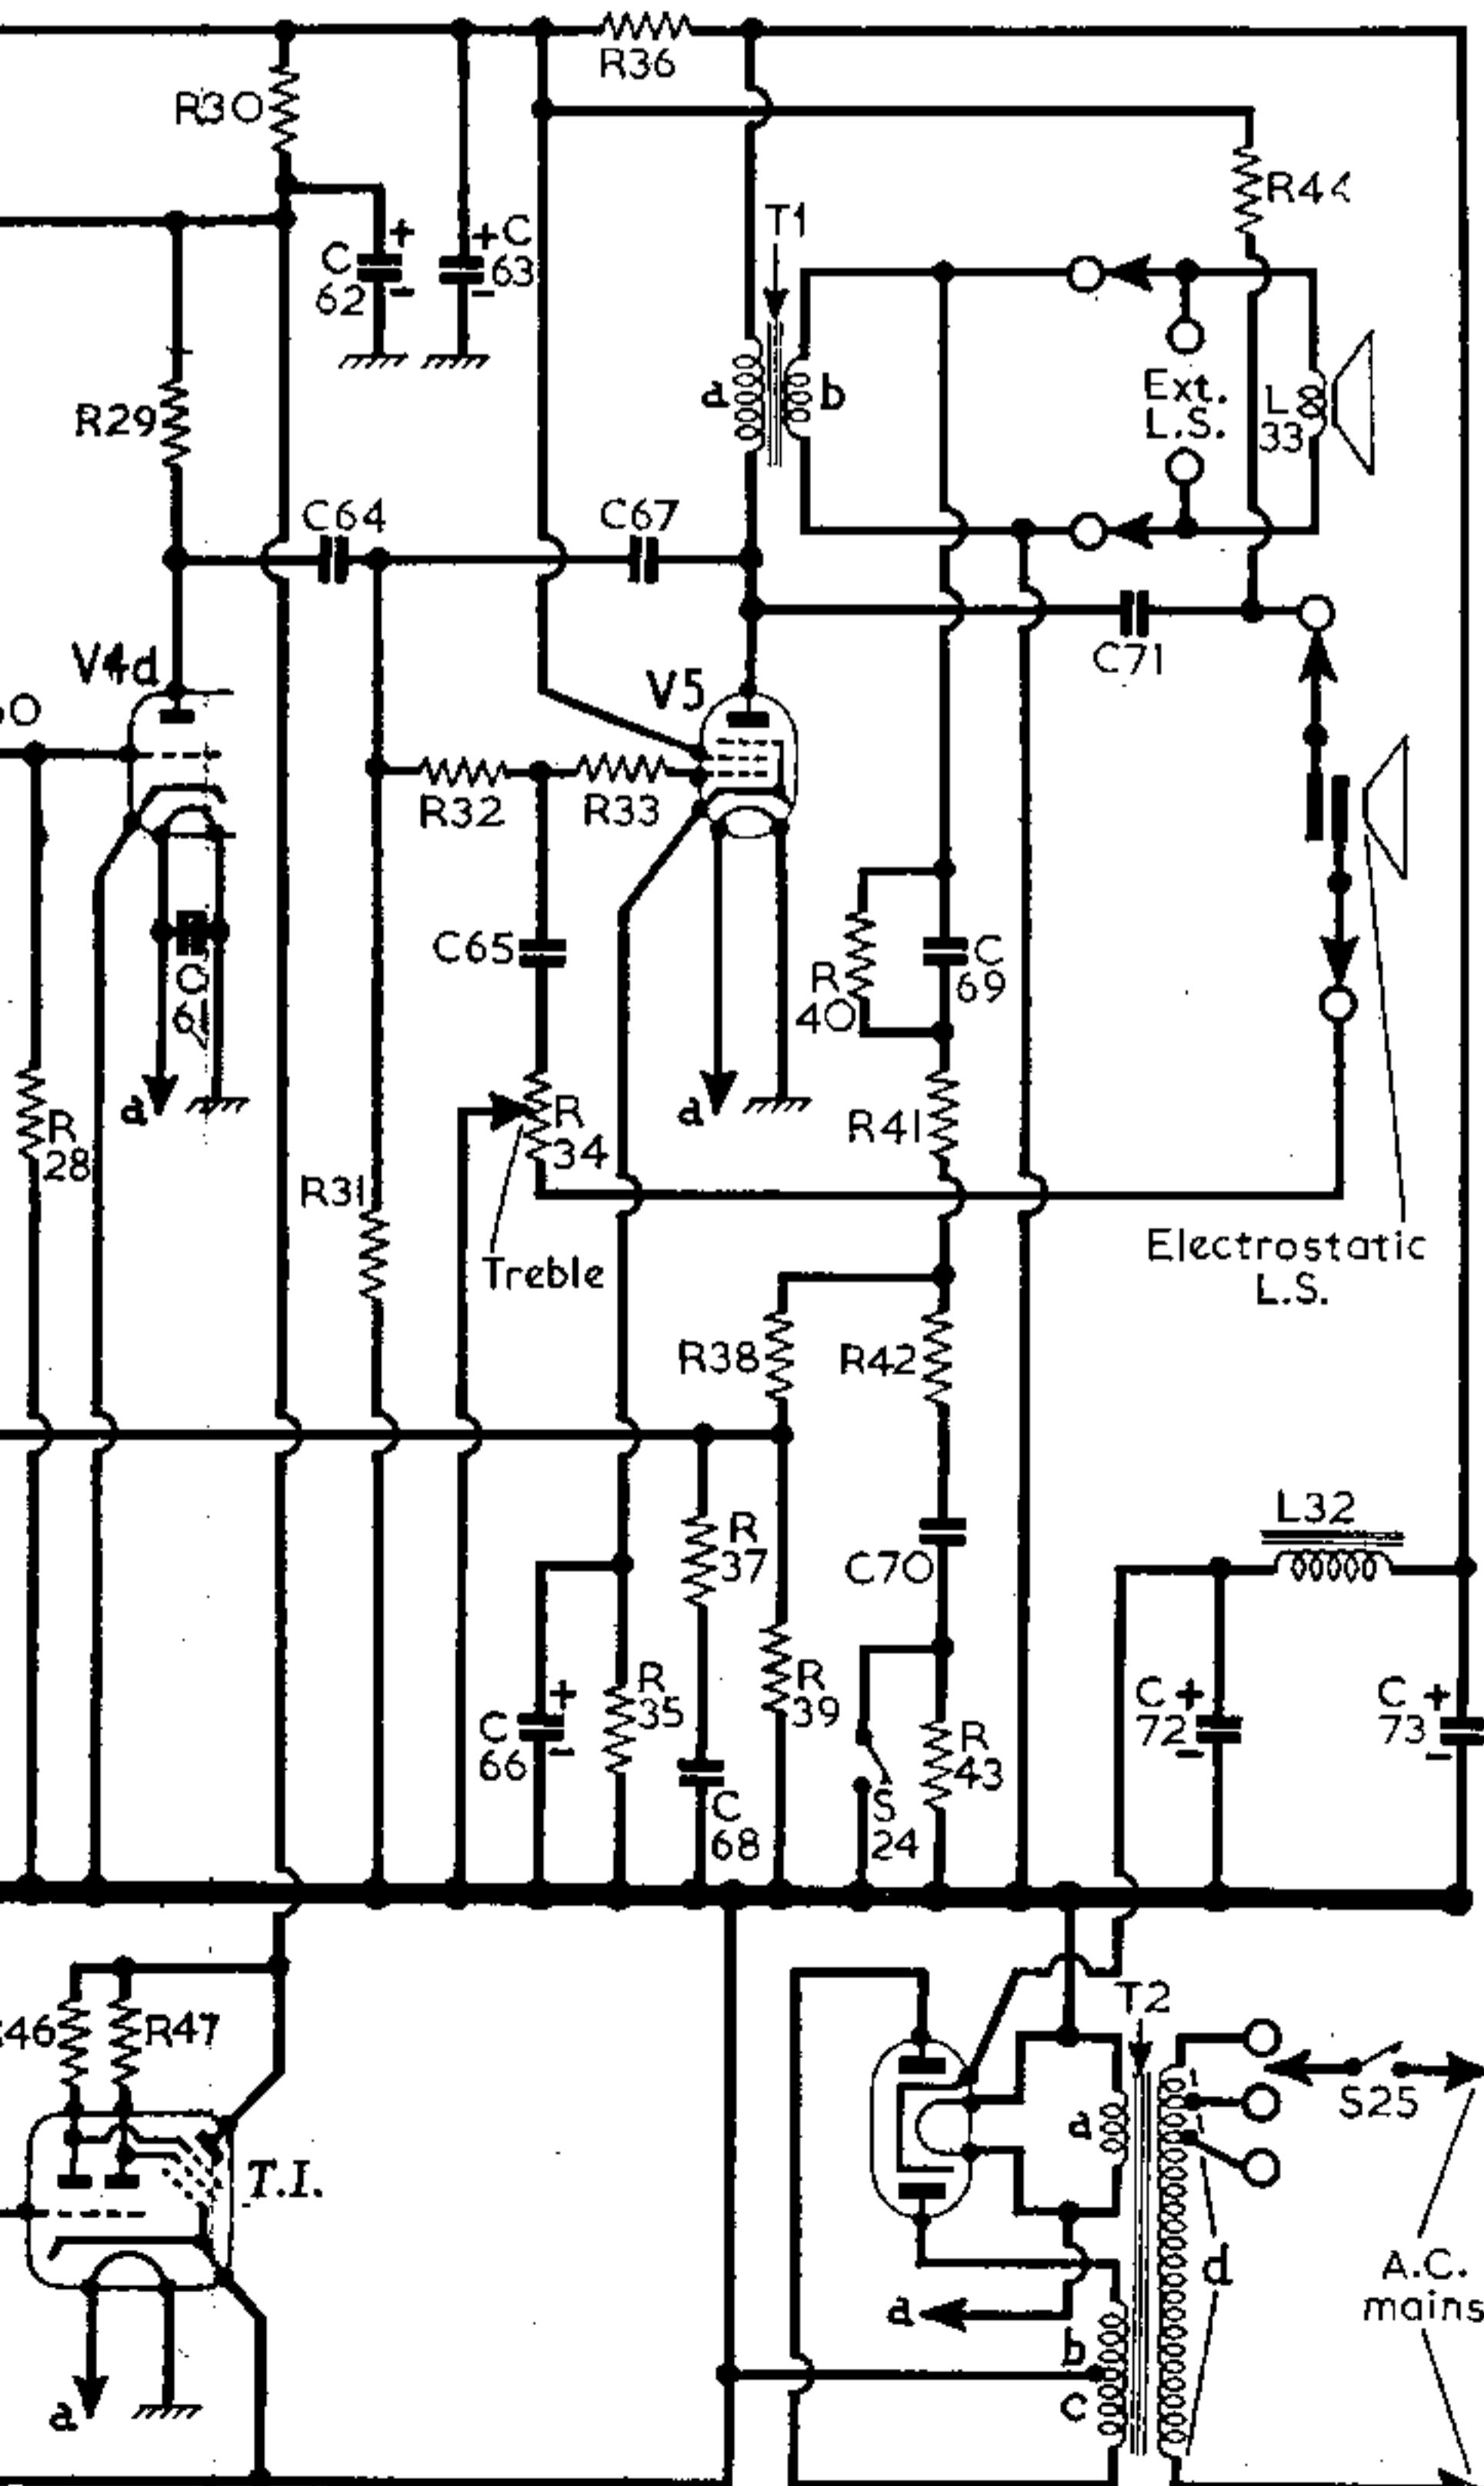 R36
R30
R44
T1
+
+ C
C
63
62
-
-
a
b
Ext.
L.S.
L
33
R29
C64
C67
V4d
V5
C71
R32
R33
C65
C
69
R
40
a
a
R
28
R
34
R41
R31
Treble
Electrostatic
L.S.
R38
R42
L32
R
37
C70
+
R
35
R
39
C +
72
-
C +
73
-
C
66
-
R
43
C
68
S
24
T2
R47
S25
a
T.I.
d
A.C.
mains
a
b
a
c